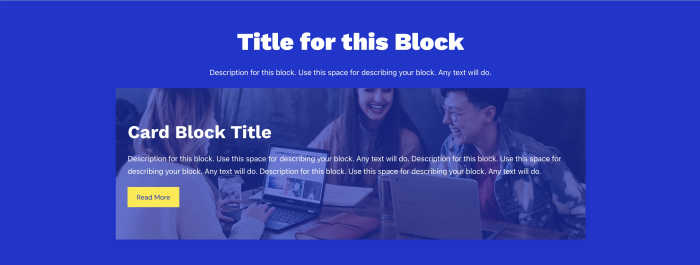 Title for this Block
Description for this block. Use this space for describing your block. Any text will do.
Card Block Title
Description for this block. Use this space for describing your block. Any text will do. Description for this block. Use this space for
describing your block. Any text will do. Description for this block. Use this space for describing your block. Any text will do.
Read More